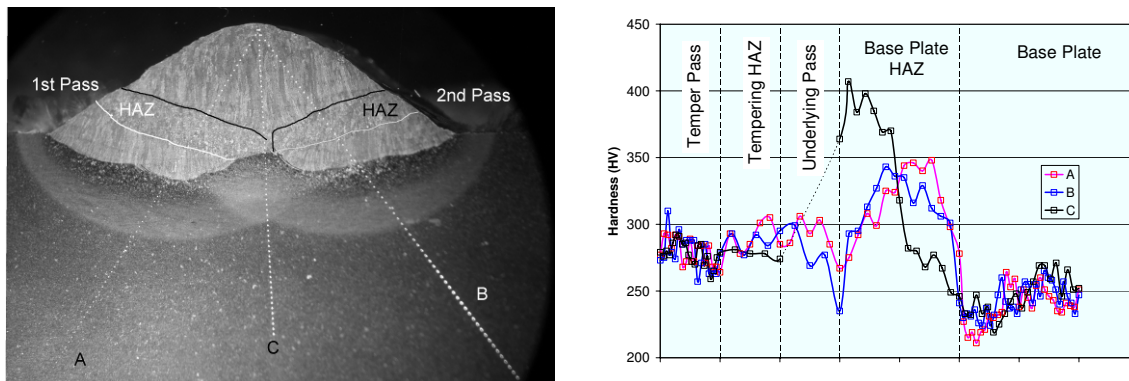 1st Pass
HAZ
HAZ
2nd Pass
A
C
B
Hardness (HV)
450
400
350
300
250
200
Temper Pass
Tempering HAZ
Underlying Pass
Base Plate
HAZ
Base Plate
A
B
C